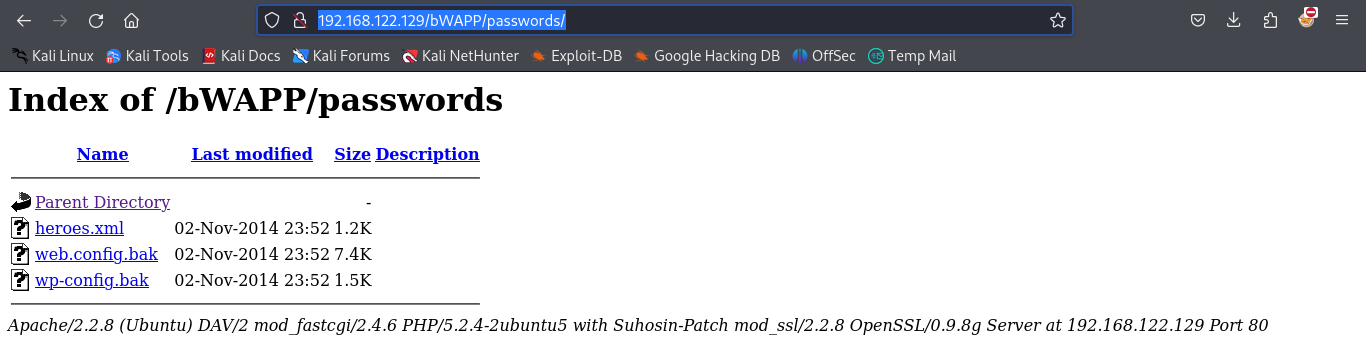 192.168.122.129/bWAPP/passwords/
Kali Linux Kali Tools Kali Docs Kali Forums Kali NetHunter Exploit-DB Google Hacking DB OffSec Temp Mail
Index of /bWAPP/passwords
Name Last modified Size Description
Parent Directory -
heroes.xml 02-Nov-2014 23:52 1.2K
web.config.bak 02-Nov-2014 23:52 7.4K
wp-config.bak 02-Nov-2014 23:52 1.5K
Apache/2.2.8 (Ubuntu) DAV/2 mod_fastcgi/2.4.6 PHP/5.2.4-2ubuntu5 with Suhosin-Patch mod_ssl/2.2.8 OpenSSL/0.9.8g Server at 192.168.122.129 Port 80